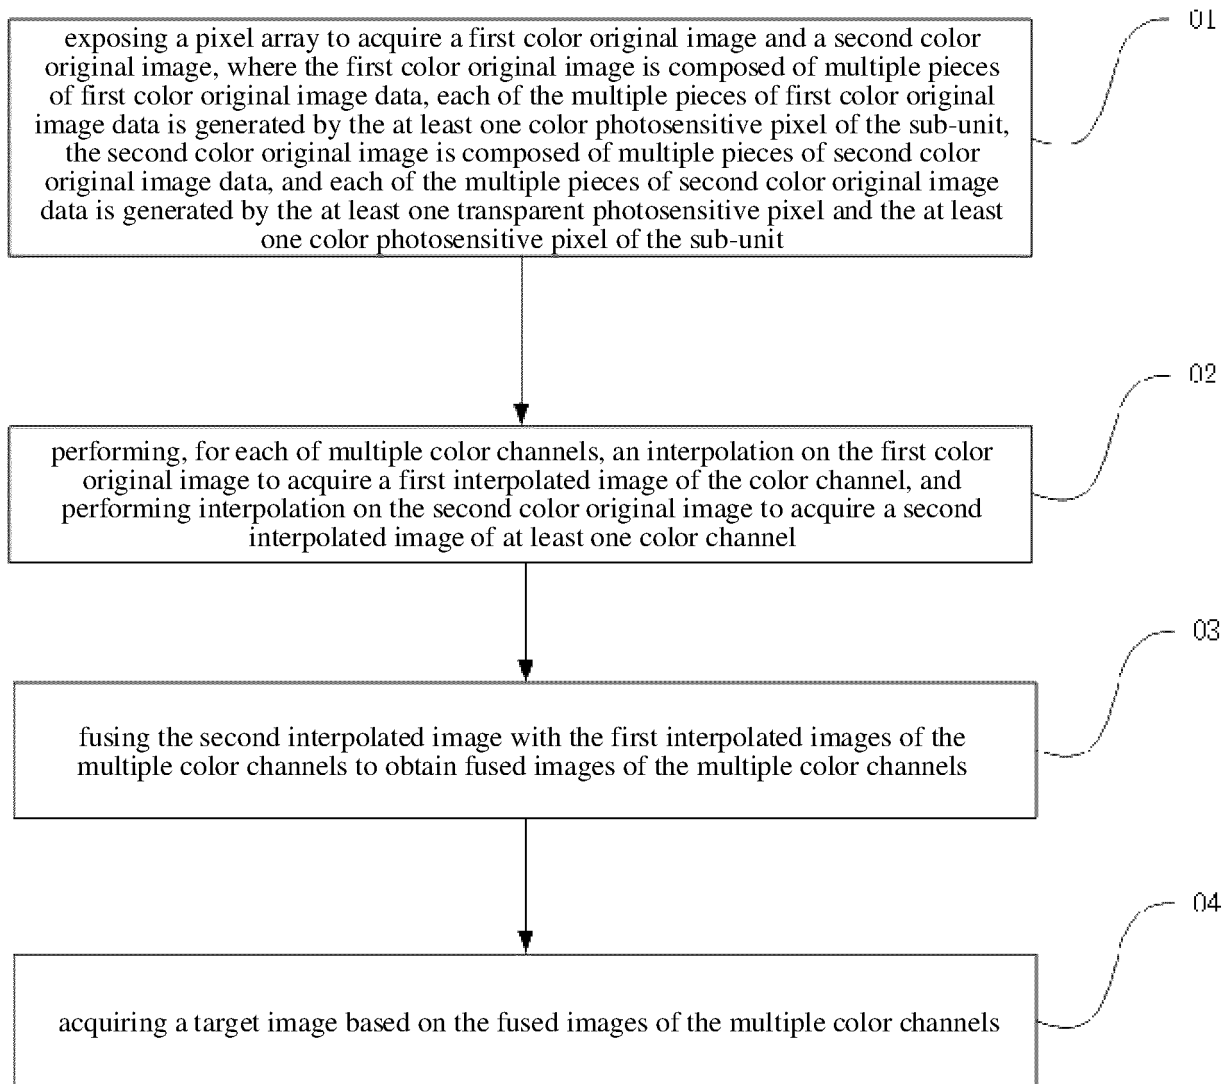 01
exposing a pixel array to acquire a first color original image and a second color
original image, where the first color original image is composed of multiple pieces
of first color original image data, each of the multiple pieces of first color original
image data is generated by the at least one color photosensitive pixel of the sub-unit,
the second color original image is composed of multiple pieces of second color
original image data, and each of the multiple pieces of second color original image
data is generated by the at least one transparent photosensitive pixel and the at least
one color photosensitive pixel of the sub-unit
02
performing, for each of multiple color channels, an interpolation on the first color
original image to acquire a first interpolated image of the color channel, and
performing interpolation on the second color original image to acquire a second
interpolated image of at least one color channel
03
fusing the second interpolated image with the first interpolated images of the
multiple color channels to obtain fused images of the multiple color channels
04
acquiring a target image based on the fused images of the multiple color channels